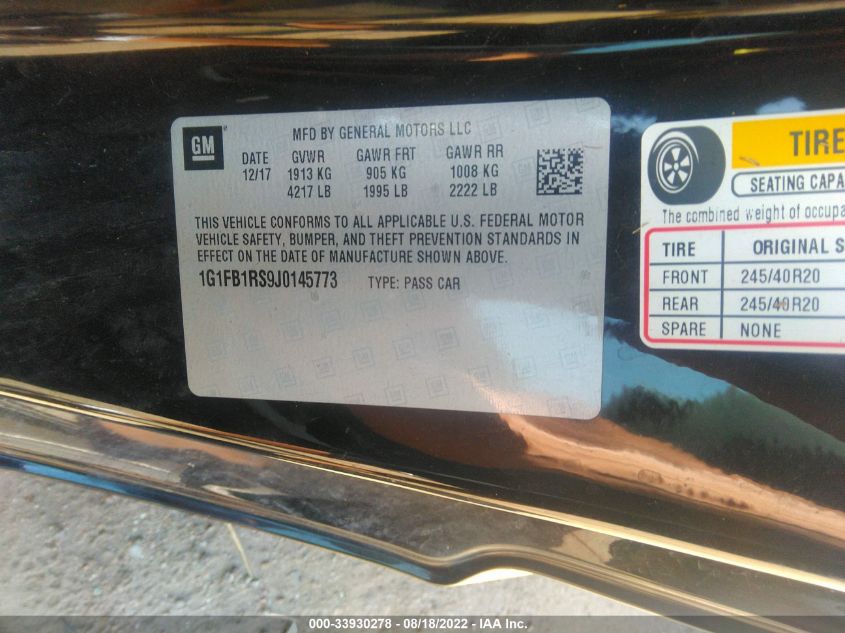 GM
MFD BY GENERAL MOTORS LLC
DATE GVWR GAWR FRT GAWR RR
12/17 1913 KG 905 KG 1008 KG
4217 LB 1995 LB 2222 LB
THIS VEHICLE CONFORMS TO ALL APPLICABLE U.S. FEDERAL MOTOR
VEHICLE SAFETY, BUMPER, AND THEFT PREVENTION STANDARDS IN
EFFECT ON THE DATE OF MANUFACTURE SHOWN ABOVE.
1G1FB1RS9J0145773 TYPE: PASS CAR
TIRE
SEATING CAPA
The combined weight of occupa
TIRE ORIGINAL S
FRONT 245/40R20
REAR 245/40R20
SPARE NONE
000-33930278 - 08/18/2022 - IAA Inc.